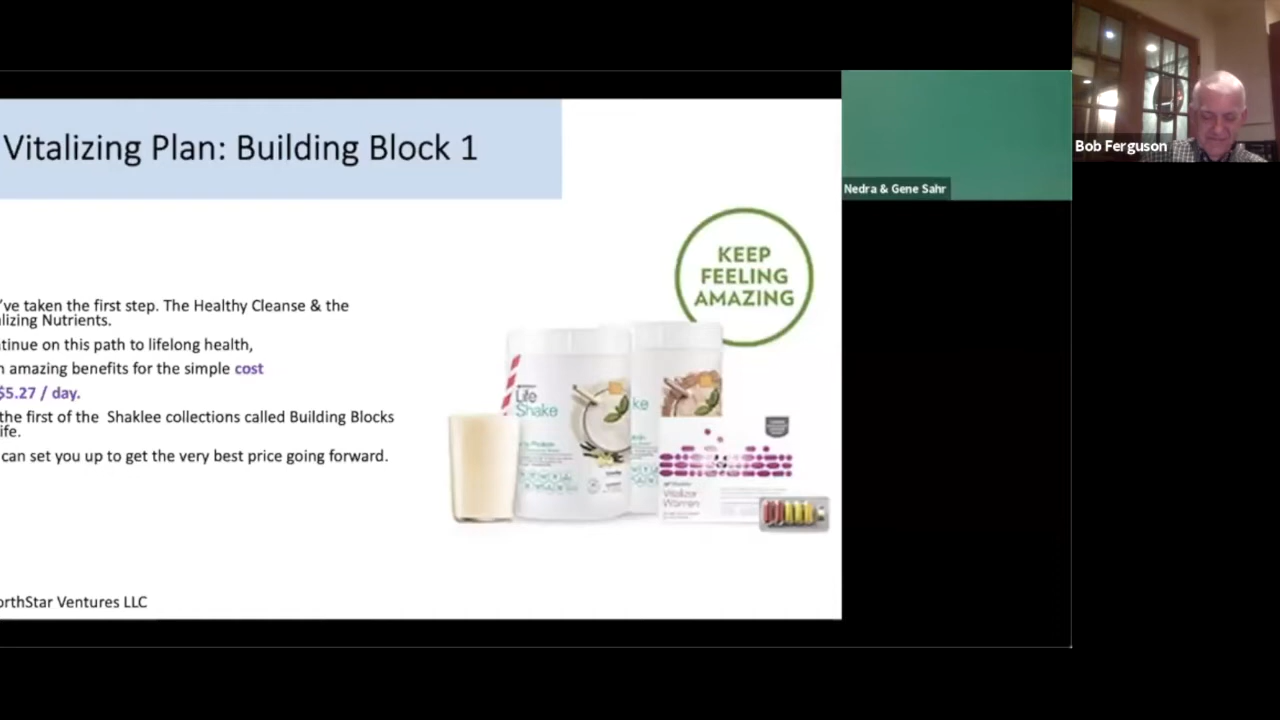 Vitalizing Plan: Building Block 1
've taken the first step. The Healthy Cleanse & the
lizing Nutrients.
tinue on this path to lifelong health,
n amazing benefits for the simple cost
$5.27 / day.
the first of the Shaklee collections called Building Blocks
ife.
can set you up to get the very best price going forward.
KEEP
FEELING
AMAZING
Life
Shake
ke
Vitalizer
Women
orthStar Ventures LLC
Nedra & Gene Sahr
Bob Ferguson